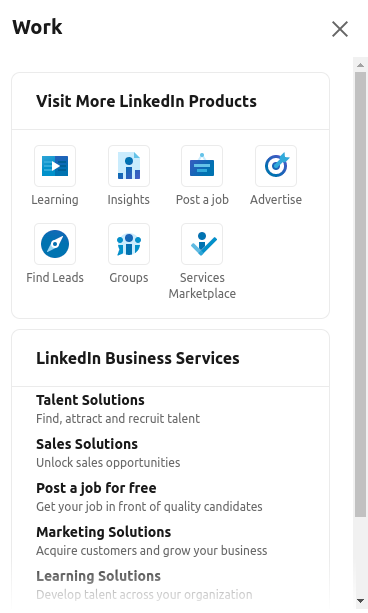 Work
Visit More LinkedIn Products
Learning
Insights
Post a job
Advertise
Find Leads
Groups
Services
Marketplace
LinkedIn Business Services
Talent Solutions
Find, attract and recruit talent
Sales Solutions
Unlock sales opportunities
Post a job for free
Get your job in front of quality candidates
Marketing Solutions
Acquire customers and grow your business
Learning Solutions
Develop talent across your organization